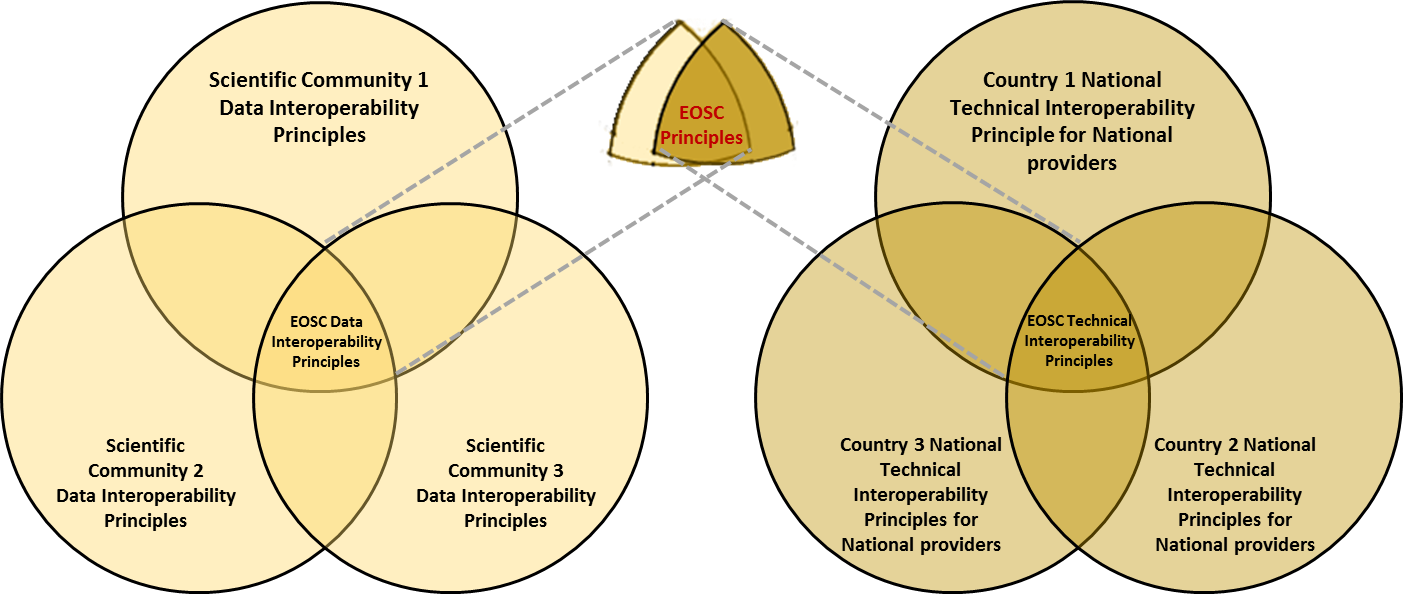 Scientific Community 1
Data Interoperability
Principles
EOSC Data
Interoperability
Principles
Scientific
Community 2
Data Interoperability
Principles
Scientific
Community 3
Data Interoperability
Principles
EOSC
Principles
Country 1 National
Technical Interoperability
Principle for National
providers
EOSC Technical
Interoperability
Principles
Country 3 National
Technical
Interoperability
Principles for
National providers
Country 2 National
Technical
Interoperability
Principles for
National providers